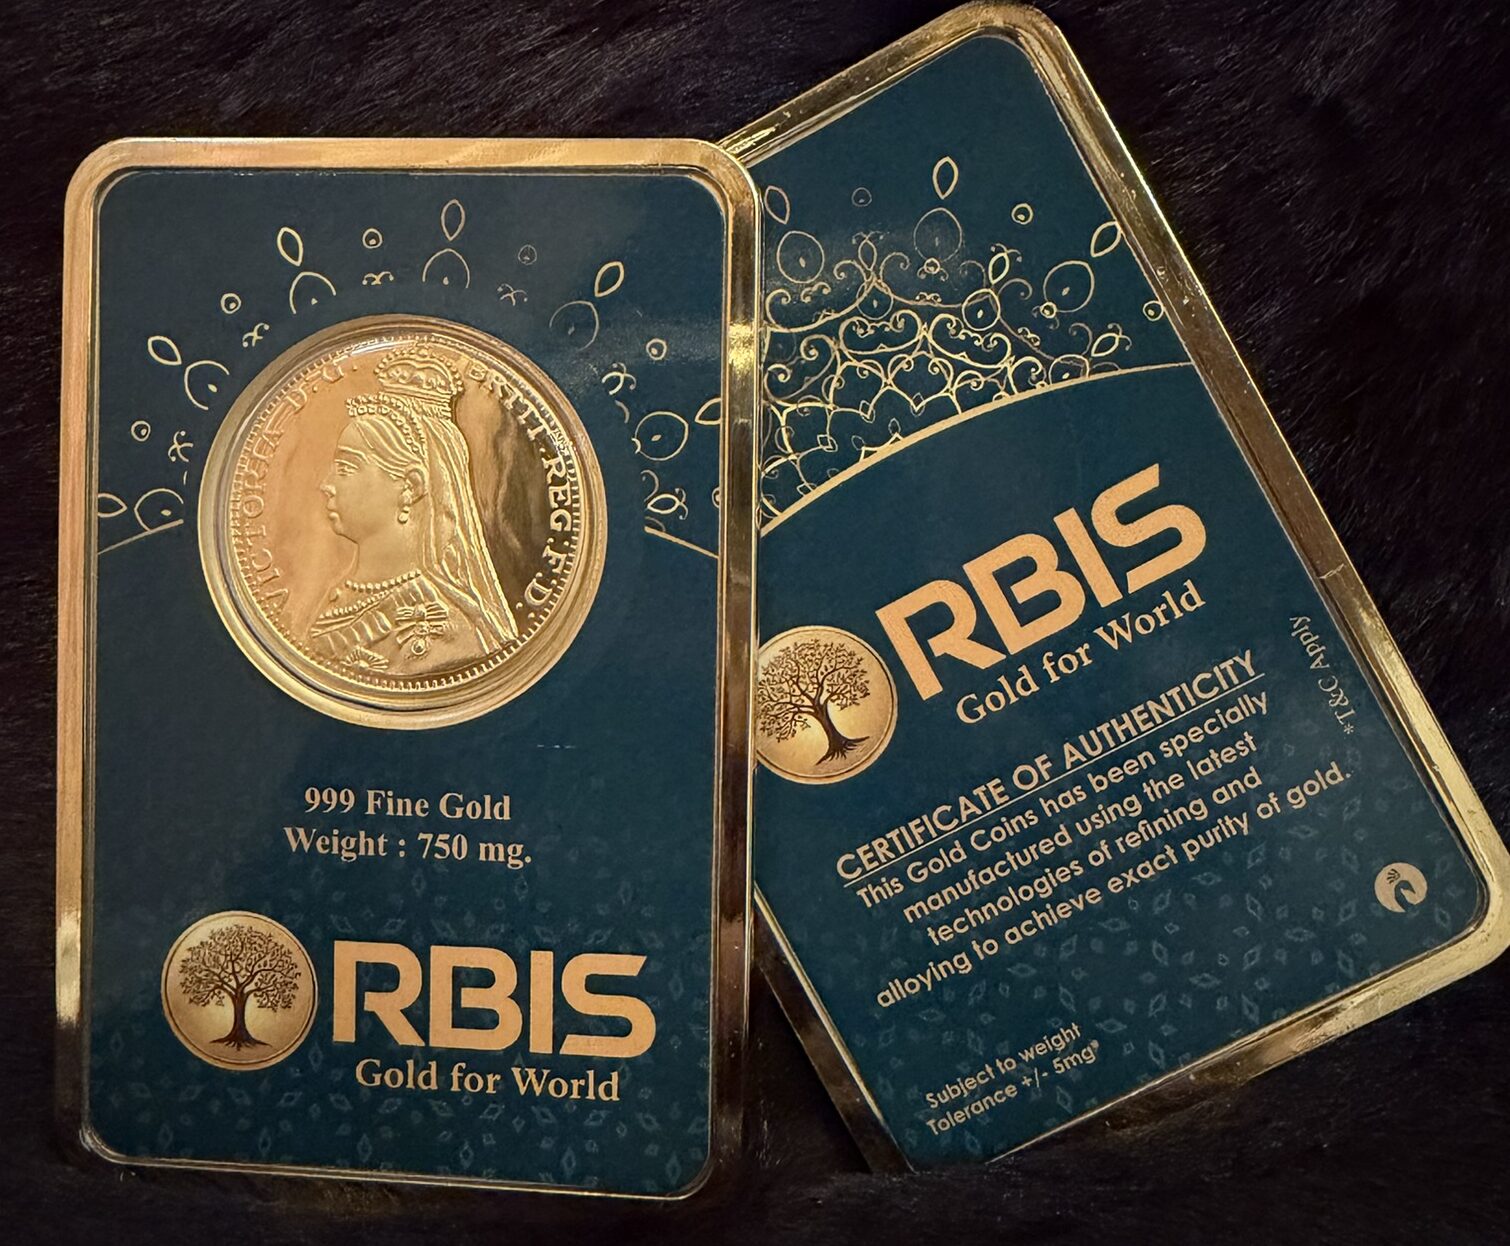 VICTORIA · D · G · BRITT · REG · F · D ·
999 Fine Gold
Weight : 750 mg.
RBIS
Gold for World
RBIS
Gold for World
CERTIFICATE OF AUTHENTICITY
This Gold Coins has been specially
manufactured using the latest
technologies of refining and
alloying to achieve exact purity of gold.
*T&C Apply
Subject to weight
Tolerance +/- 5mg*